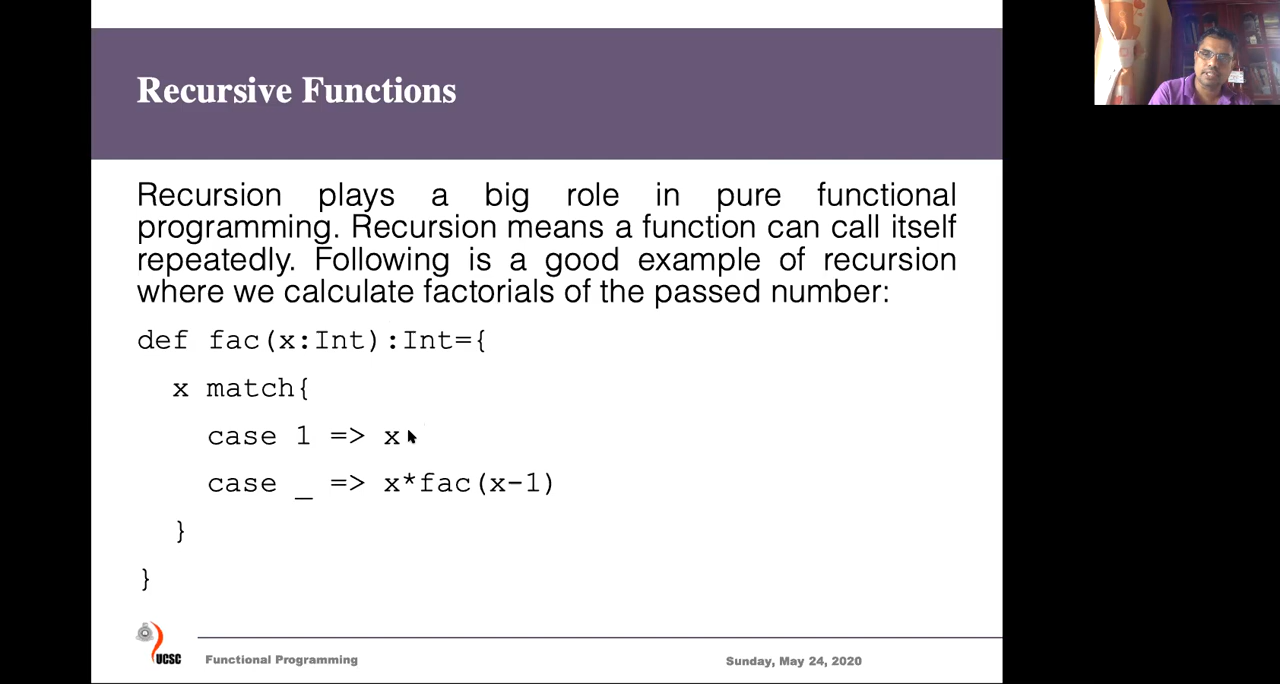 Recursive Functions
Recursion plays a big role in pure functional
programming. Recursion means a function can call itself
repeatedly. Following is a good example of recursion
where we calculate factorials of the passed number:
def fac(x:Int):Int={
x match{
case 1 => x
case _ => x*fac(x-1)
}
}
UCSC
Functional Programming
Sunday, May 24, 2020